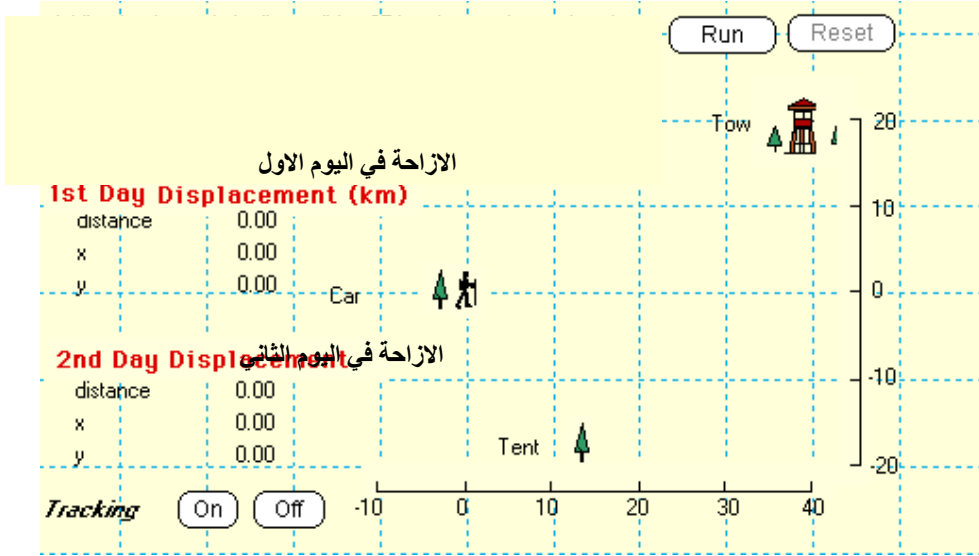 Run Reset
Tow
20
الازاحة في اليوم الاول
1st Day Displacement (km)
10
distance 0.00
x 0.00
y 0.00
Car
0
الازاحة في اليوم الثاني
2nd Day Displacement
-10
distance 0.00
x 0.00
y 0.00
Tent
-20
Tracking On Off
-10 0 10 20 30 40